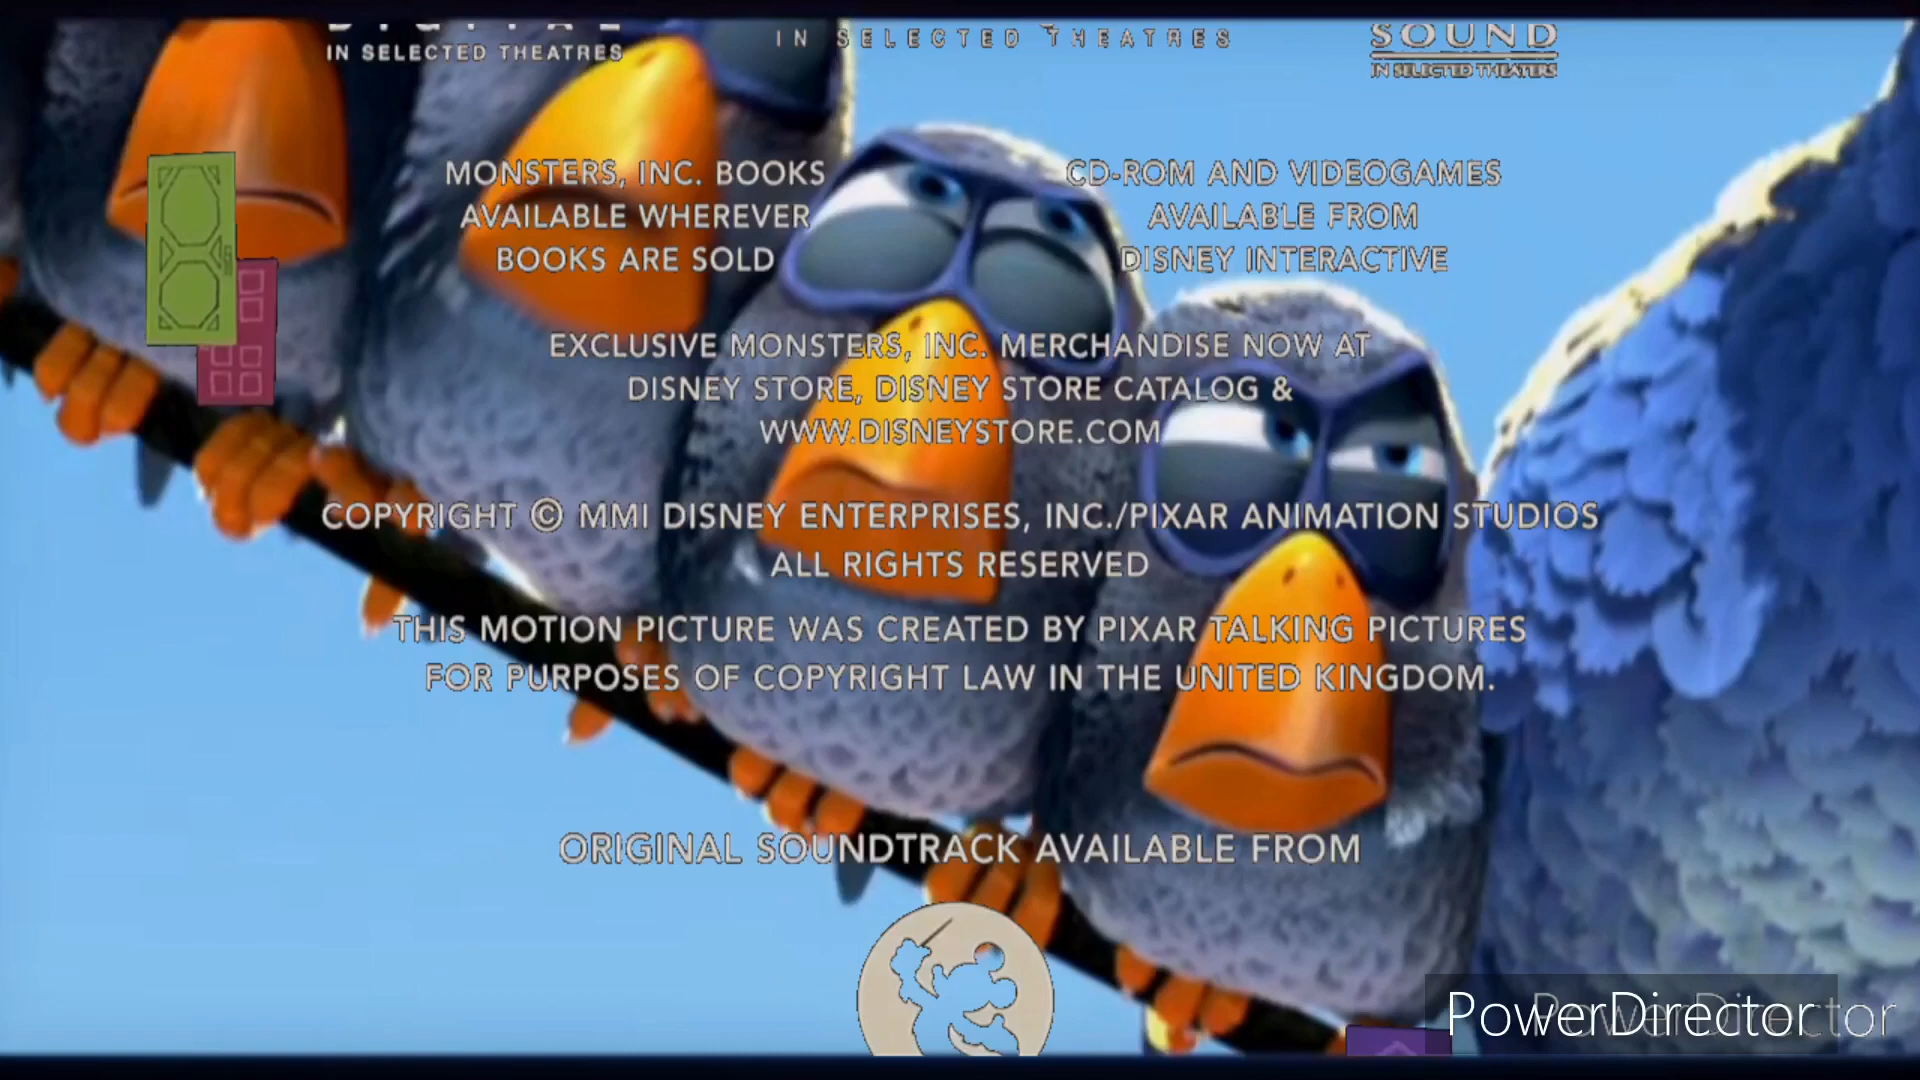 DIGITAL
IN SELECTED THEATRES
IN SELECTED THEATRES
SOUND
IN SELECTED THEATERS
MONSTERS, INC. BOOKS
AVAILABLE WHEREVER
BOOKS ARE SOLD
CD-ROM AND VIDEOGAMES
AVAILABLE FROM
DISNEY INTERACTIVE
EXCLUSIVE MONSTERS, INC. MERCHANDISE NOW AT
DISNEY STORE, DISNEY STORE CATALOG &
WWW.DISNEYSTORE.COM
COPYRIGHT © MMI DISNEY ENTERPRISES, INC./PIXAR ANIMATION STUDIOS
ALL RIGHTS RESERVED
THIS MOTION PICTURE WAS CREATED BY PIXAR TALKING PICTURES
FOR PURPOSES OF COPYRIGHT LAW IN THE UNITED KINGDOM.
ORIGINAL SOUNDTRACK AVAILABLE FROM
PowerDirector
PowerDirector